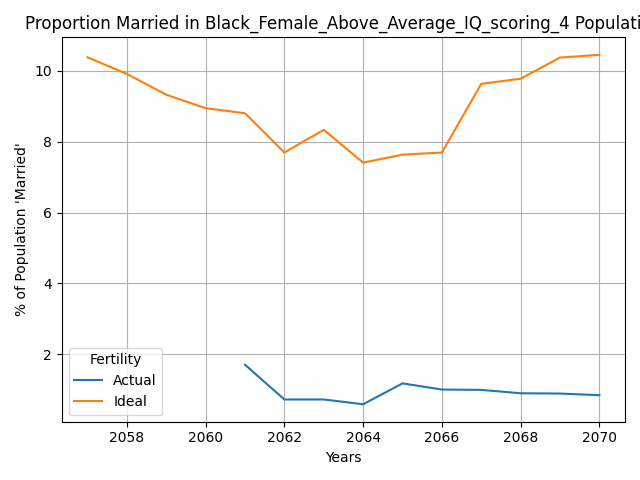 Proportion Married in Black_Female_Above_Average_IQ_scoring_4 Populati
% of Population 'Married'
10
8
6
4
2
Fertility
Actual
Ideal
2058 2060 2062 2064 2066 2068 2070
Years